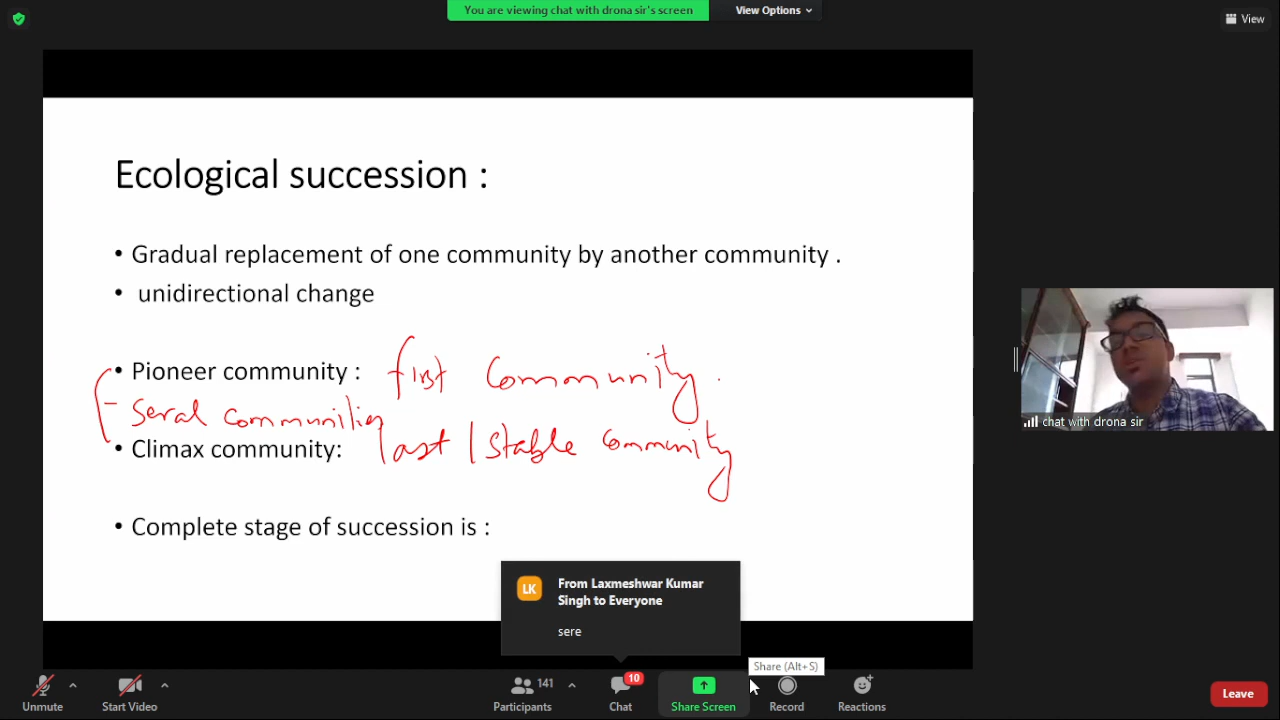 You are viewing chat with drona sir's screen
View Options
View
Ecological succession :
• Gradual replacement of one community by another community .
• unidirectional change
• Pioneer community : first community .
Seral communities
• Climax community: last / stable community
• Complete stage of succession is :
chat with drona sir
LK
From Laxmeshwar Kumar
Singh to Everyone
sere
Share (Alt+S)
141
10
Unmute
Start Video
Participants
Chat
Share Screen
Record
Reactions
Leave